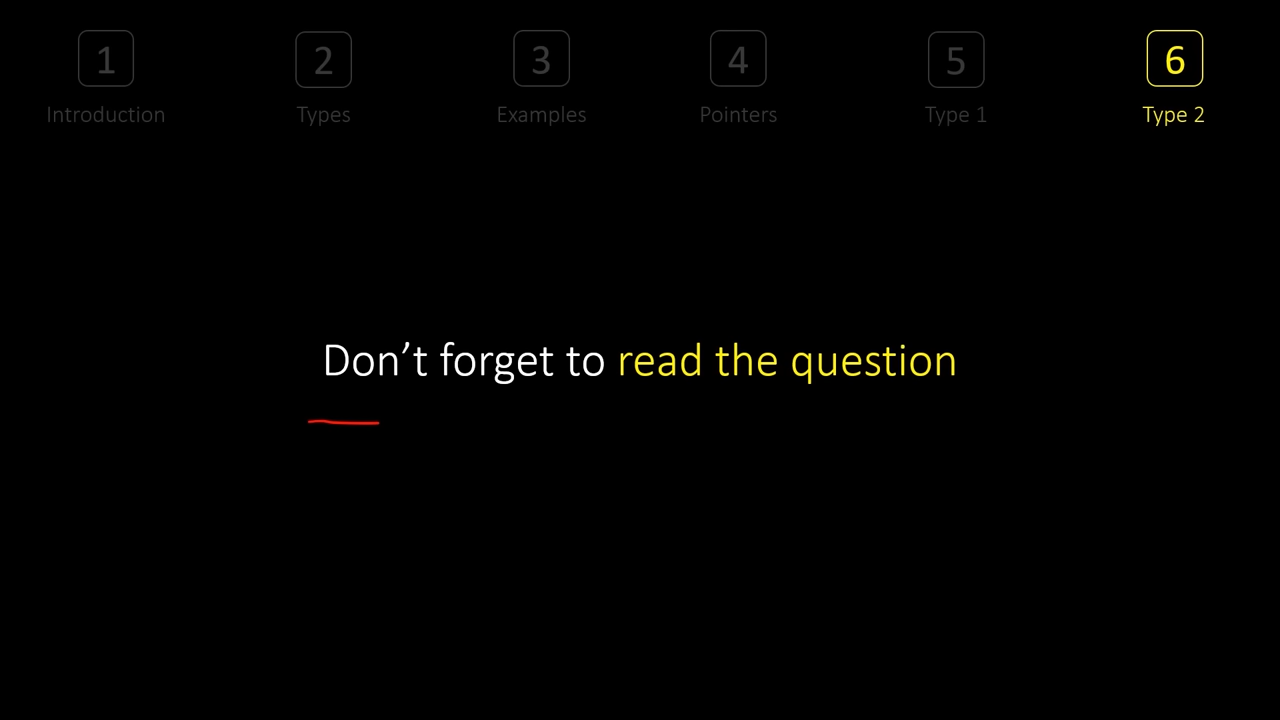 1 2 3 4 5 6
Introduction Types Examples Pointers Type 1 Type 2
Don’t forget to read the question